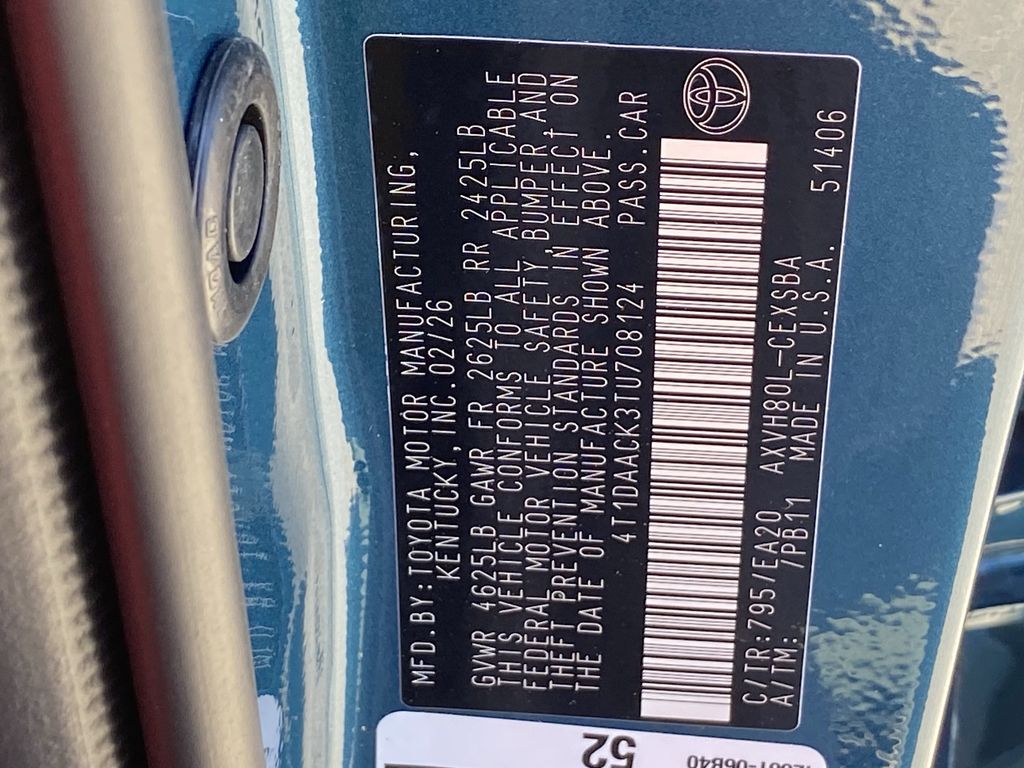 MFD.BY:TOYOTA MOTOR MANUFACTURING,
KENTUCKY, INC. 02/26
GVWR 4625LB GAWR FR 2625LB RR 2425LB
THIS VEHICLE CONFORMS TO ALL APPLICABLE
FEDERAL MOTOR VEHICLE SAFETY, BUMPER, AND
THEFT PREVENTION STANDARDS IN EFFECT ON
THE DATE OF MANUFACTURE SHOWN ABOVE.
4T1DAACK3TU708124 PASS.CAR
C/TR:795/EA20 AXVH80L-CEXSBA
A/TM: /PB11 MADE IN U.S.A. 51406
52